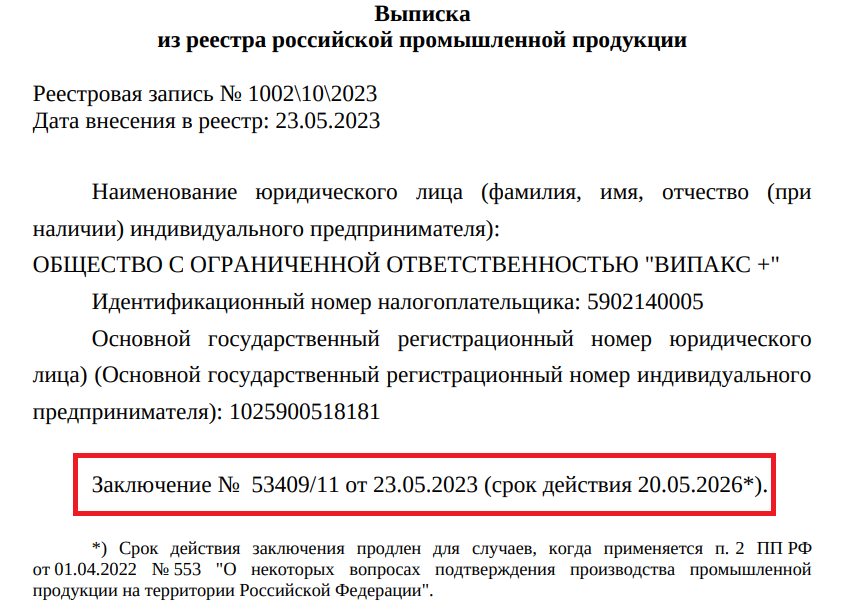 Выписка
из реестра российской промышленной продукции
Реестровая запись № 1002\10\2023
Дата внесения в реестр: 23.05.2023
Наименование юридического лица (фамилия, имя, отчество (при
наличии) индивидуального предпринимателя):
ОБЩЕСТВО С ОГРАНИЧЕННОЙ ОТВЕТСТВЕННОСТЬЮ "ВИПАКС +"
Идентификационный номер налогоплательщика: 5902140005
Основной государственный регистрационный номер юридического
лица) (Основной государственный регистрационный номер индивидуального
предпринимателя): 1025900518181
Заключение № 53409/11 от 23.05.2023 (срок действия 20.05.2026*).
*) Срок действия заключения продлен для случаев, когда применяется п. 2 ПП РФ
от 01.04.2022 № 553 "О некоторых вопросах подтверждения производства промышленной
продукции на территории Российской Федерации".